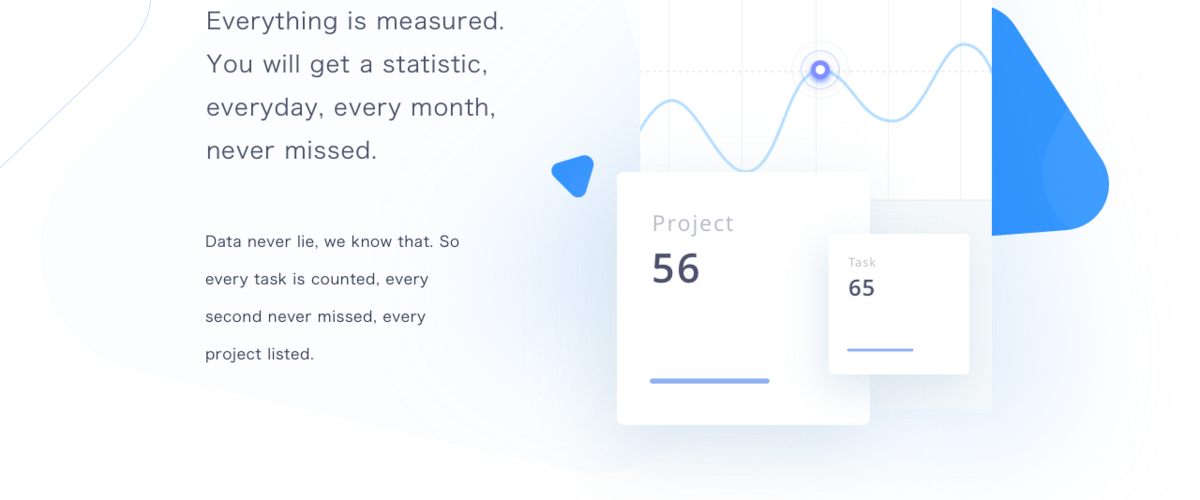 Everything is measured.
You will get a statistic,
everyday, every month,
never missed.
Data never lie, we know that. So
every task is counted, every
second never missed, every
project listed.
Project
56
Task
65